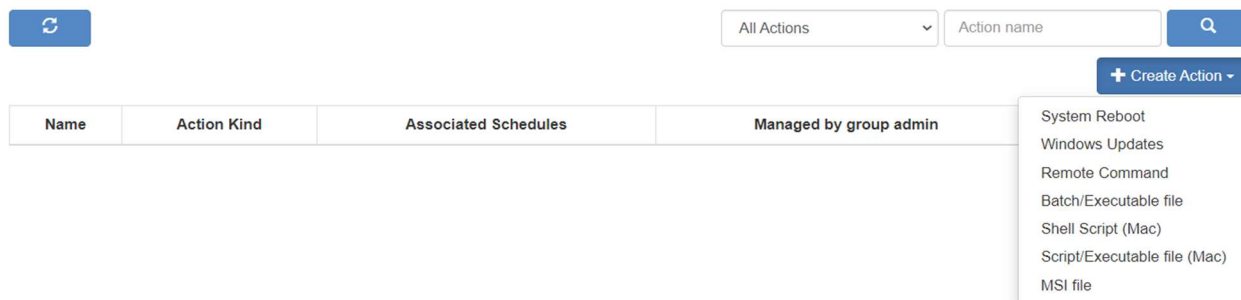 All Actions
Action name
Create Action
Name Action Kind Associated Schedules Managed by group admin
System Reboot
Windows Updates
Remote Command
Batch/Executable file
Shell Script (Mac)
Script/Executable file (Mac)
MSI file